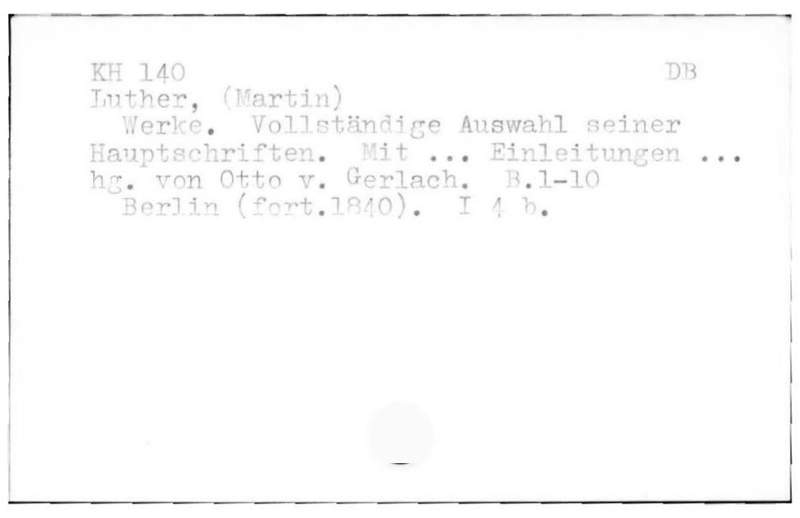 KH 140 DB
Luther, (Martin)
Werke. Vollständige Auswahl seiner
Hauptschriften. Mit ... Einleitungen ...
hg. von Otto v. Gerlach. B.1-10
Berlin (fort.1840). I 4 b.